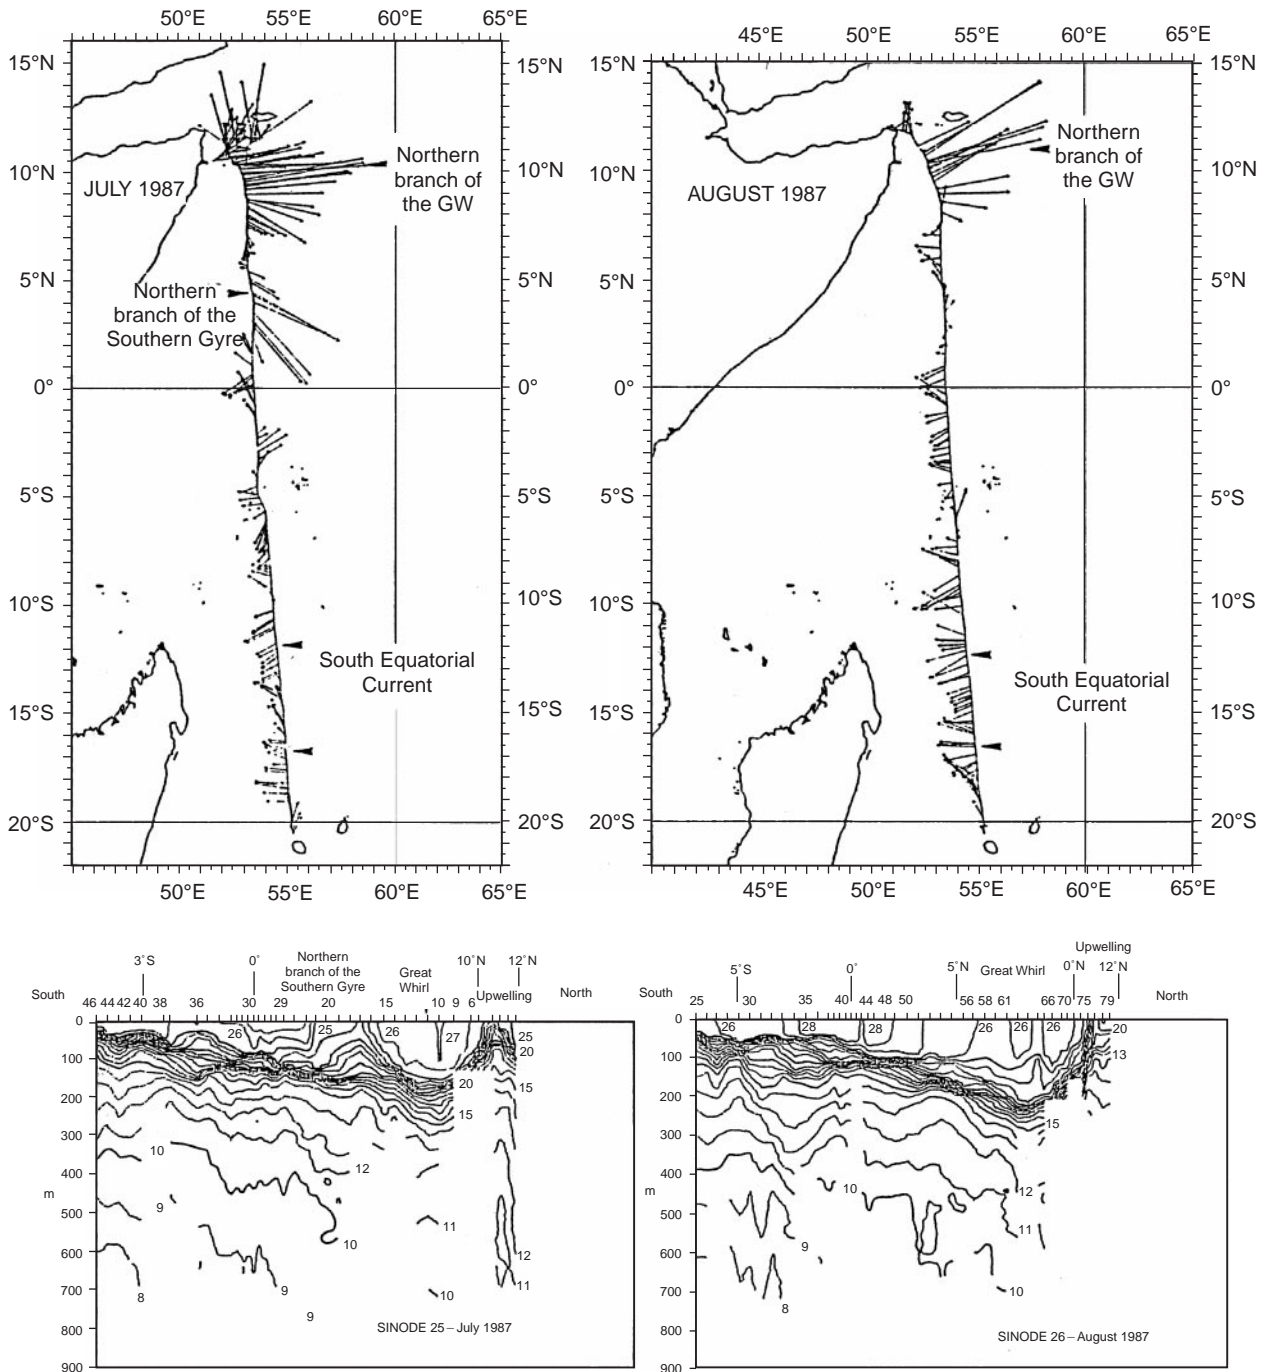 50°E 55°E 60°E 65°E
45°E 50°E 55°E 60°E 65°E
15°N 15°N
15°N 15°N
10°N 10°N
10°N 10°N
5°N 5°N
5°N 5°N
0° 0°
0° 0°
5°S 5°S
5°S 5°S
10°S 10°S
10°S 10°S
15°S 15°S
15°S 15°S
20°S 20°S
20°S 20°S
JULY 1987
Northern
branch of
the GW
Northern
branch of the
Southern Gyre
South Equatorial
Current
50°E 55°E 60°E 65°E
AUGUST 1987
Northern
branch of
the GW
South Equatorial
Current
45°E 50°E 55°E 60°E 65°E
3°S 0° Northern
branch of the
Southern Gyre
Great
Whirl
10°N 12°N
South
46 44 42 40 38 36 30 29 20 15 10 9 6 Upwelling
North
0
100
200
300
400
m
500
600
700
800
900
26 25 26 27 25
20
20
15
15
10
12
9
11
10
12
11
8
9
10
9
SINODE 25 – July 1987
Upwelling
5°S 0° 5°N Great Whirl 0°N 12°N
South
25 30 35 40 44 48 50 56 58 61 66 70 75 79
North
0
100
200
300
400
m
500
600
700
800
900
26 28 28 26 26 26 20
13
15
10
12
11
9
10
8
SINODE 26 – August 1987